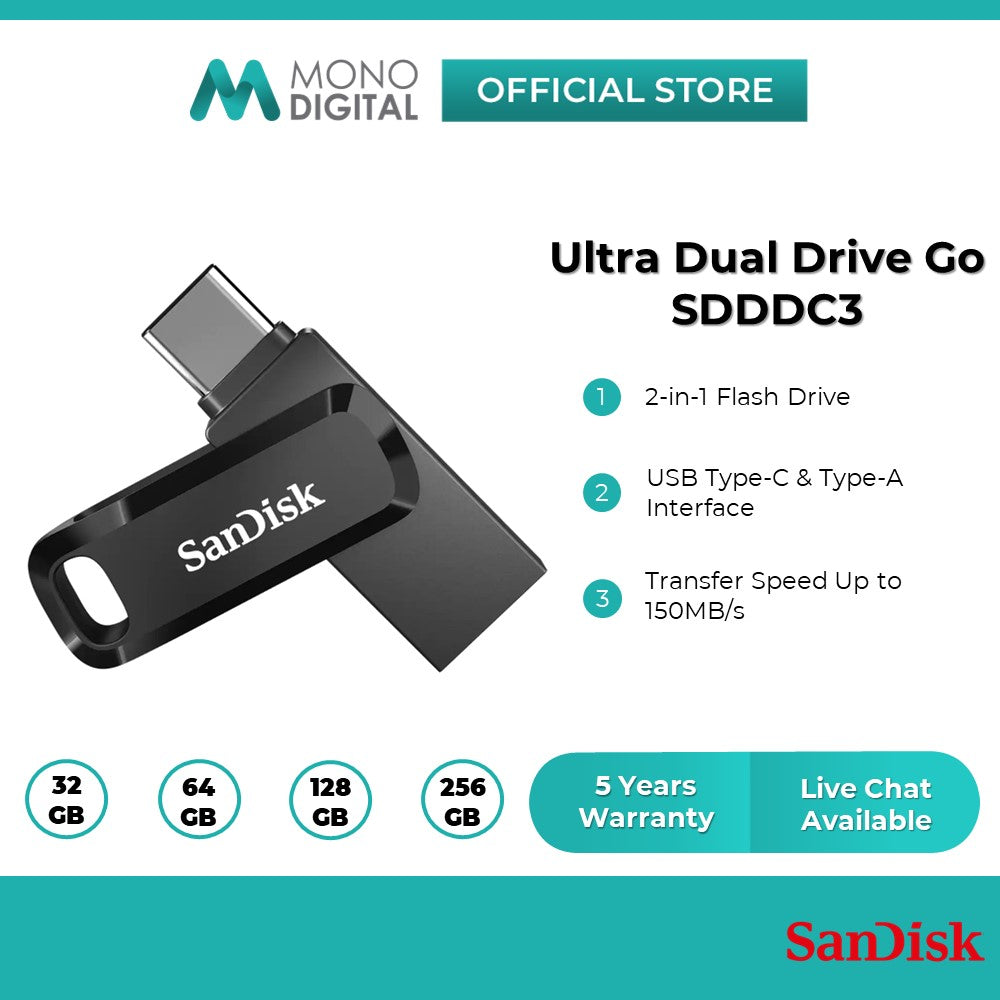 MONO
DIGITAL
OFFICIAL STORE
Ultra Dual Drive Go
SDDDC3
1 2-in-1 Flash Drive
2 USB Type-C & Type-A
Interface
3 Transfer Speed Up to
150MB/s
SanDisk
32
GB
64
GB
128
GB
256
GB
5 Years
Warranty
Live Chat
Available
SanDisk